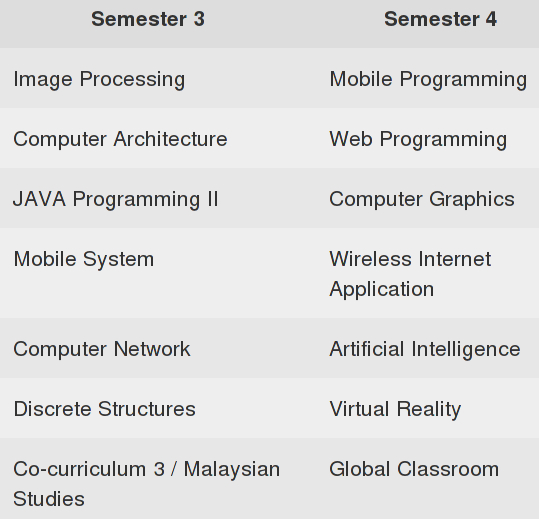 Semester 3 Semester 4
Image Processing Mobile Programming
Computer Architecture Web Programming
JAVA Programming II Computer Graphics
Mobile System Wireless Internet
Application
Computer Network Artificial Intelligence
Discrete Structures Virtual Reality
Co-curriculum 3 / Malaysian Global Classroom
Studies